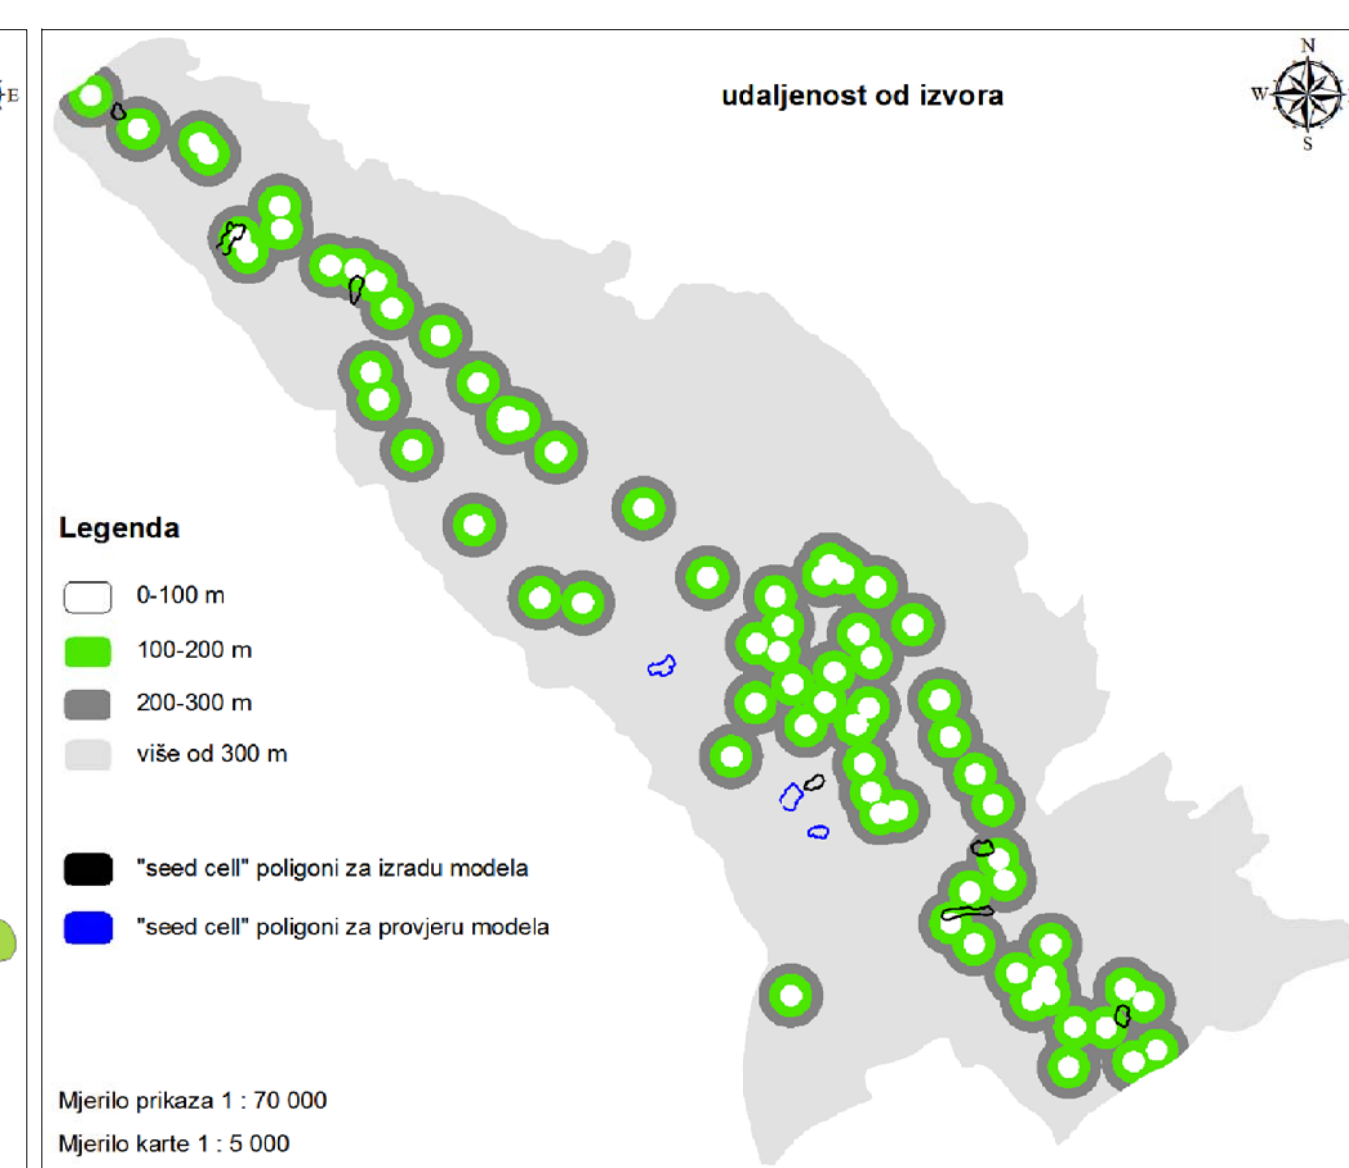 E
udaljenost od izvora
N
W
S
Legenda
0-100 m
100-200 m
200-300 m
više od 300 m
"seed cell" poligoni za izradu modela
"seed cell" poligoni za provjeru modela
Mjerilo prikaza 1 : 70 000
Mjerilo karte 1 : 5 000